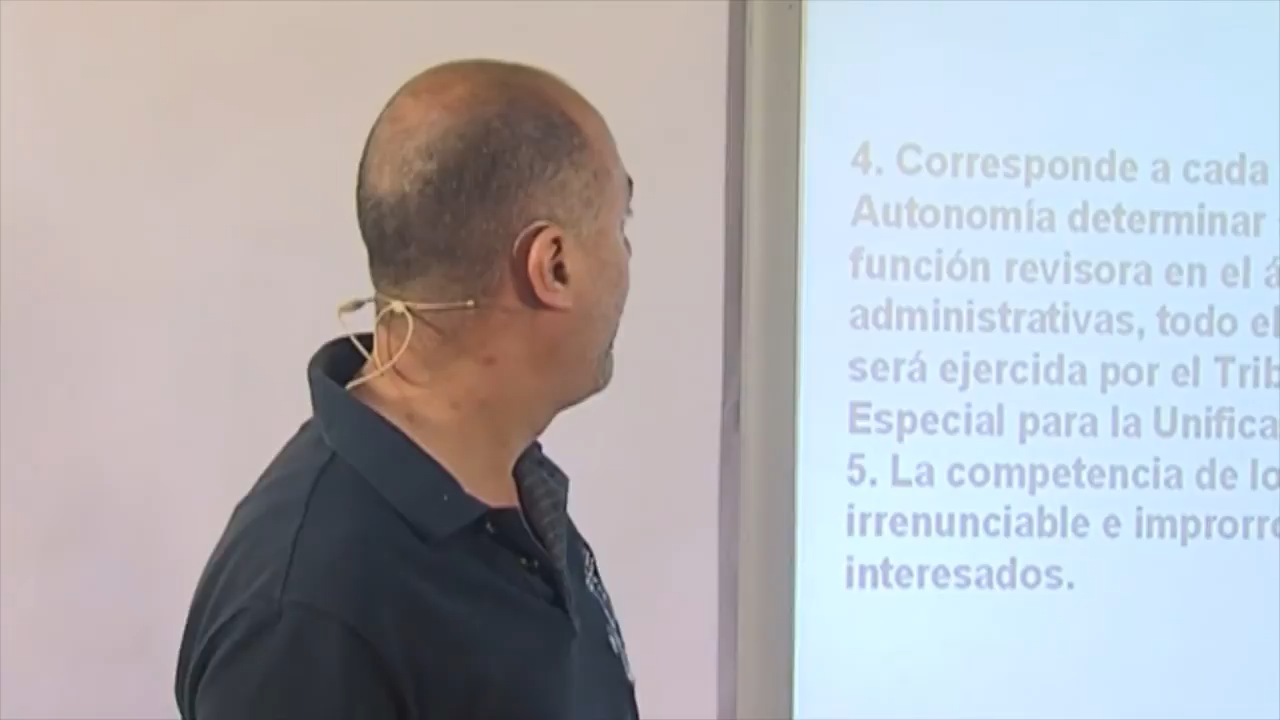 4. Corresponde a cada
Autonomía determinar
función revisora en el á
administrativas, todo el
será ejercida por el Trib
Especial para la Unifica
5. La competencia de lo
irrenunciable e improrro
interesados.